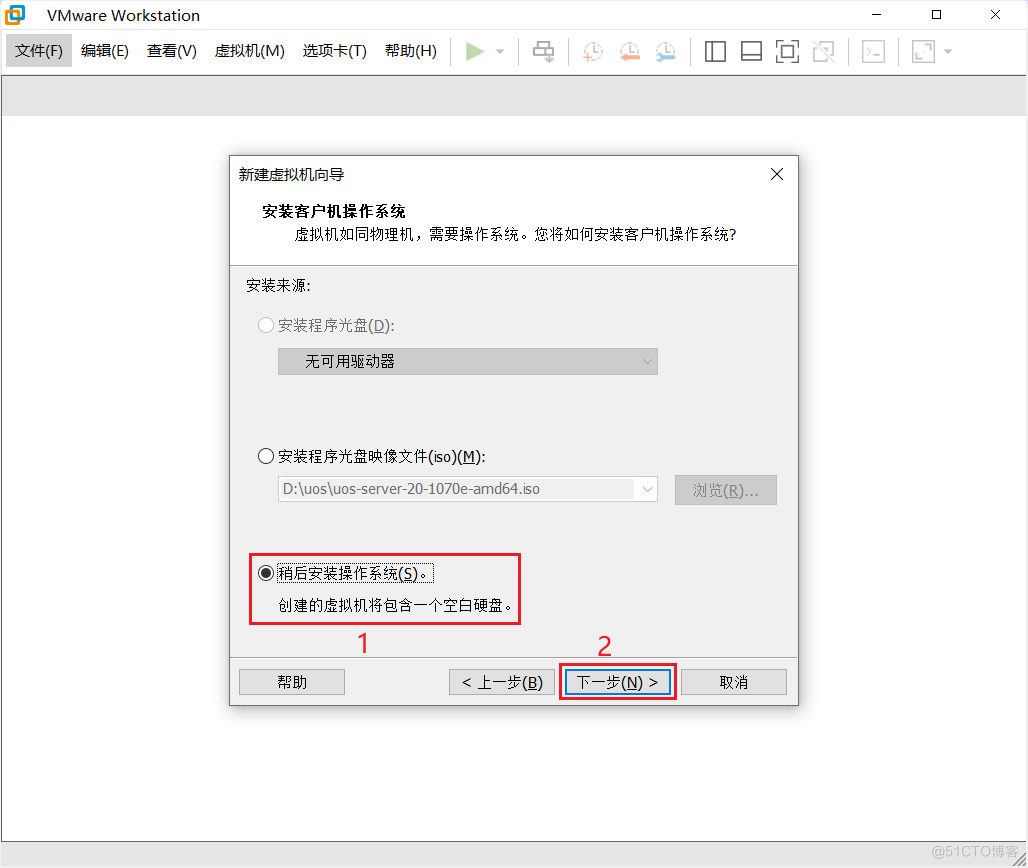 VMware Workstation
文件(F) 编辑(E) 查看(V) 虚拟机(M) 选项卡(T) 帮助(H)
新建虚拟机向导
安装客户机操作系统
虚拟机如同物理机，需要操作系统。您将如何安装客户机操作系统?
安装来源:
安装程序光盘(D):
无可用驱动器
安装程序光盘映像文件(iso)(M):
D:\uos\uos-server-20-1070e-amd64.iso
浏览(R)...
稍后安装操作系统(S)。
创建的虚拟机将包含一个空白硬盘。
1
2
帮助 < 上一步(B) 下一步(N) > 取消
@51CTO博客